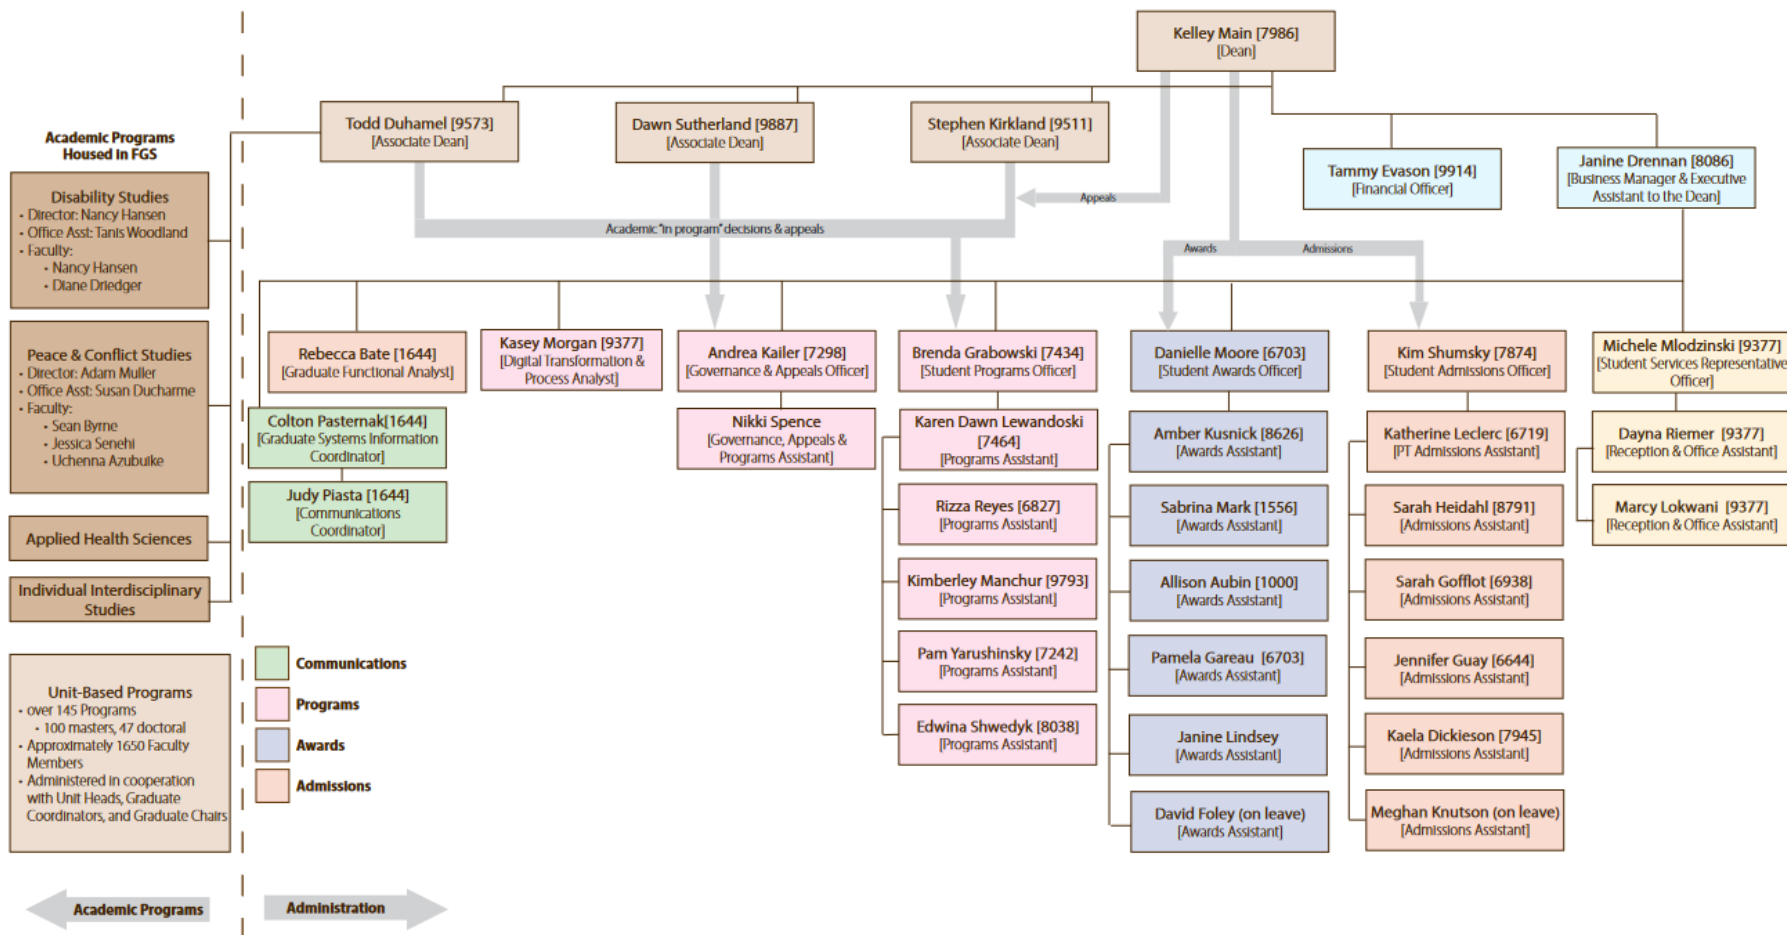 Kelley Main [7986]
[Dean]
Todd Duhamel [9573]
[Associate Dean]
Dawn Sutherland [9887]
[Associate Dean]
Stephen Kirkland [9511]
[Associate Dean]
Tammy Evason [9914]
[Financial Officer]
Janine Drennan [8086]
[Business Manager & Executive
Assistant to the Dean]
Appeals
Academic "in program" decisions & appeals
Awards
Admissions
Academic Programs
Housed in FGS
Disability Studies
• Director: Nancy Hansen
• Office Asst: Tanis Woodland
• Faculty:
• Nancy Hansen
• Diane Driedger
Peace & Conflict Studies
• Director: Adam Muller
• Office Asst: Susan Ducharme
• Faculty:
• Sean Byrne
• Jessica Senehi
• Uchenna Azubuike
Applied Health Sciences
Individual Interdisciplinary
Studies
Unit-Based Programs
• over 145 Programs
• 100 masters, 47 doctoral
• Approximately 1650 Faculty
Members
• Administered in cooperation
with Unit Heads, Graduate
Coordinators, and Graduate Chairs
Academic Programs
Administration
Rebecca Bate [1644]
[Graduate Functional Analyst]
Colton Pasternak[1644]
[Graduate Systems Information
Coordinator]
Judy Piasta [1644]
[Communications
Coordinator]
Kasey Morgan [9377]
[Digital Transformation &
Process Analyst]
Andrea Kailer [7298]
[Governance & Appeals Officer]
Nikki Spence
[Governance, Appeals &
Programs Assistant]
Brenda Grabowski [7434]
[Student Programs Officer]
Karen Dawn Lewandoski
[7464]
[Programs Assistant]
Rizza Reyes [6827]
[Programs Assistant]
Kimberley Manchur [9793]
[Programs Assistant]
Pam Yarushinsky [7242]
[Programs Assistant]
Edwina Shwedyk [8038]
[Programs Assistant]
Danielle Moore [6703]
[Student Awards Officer]
Amber Kusnick [8626]
[Awards Assistant]
Sabrina Mark [1556]
[Awards Assistant]
Allison Aubin [1000]
[Awards Assistant]
Pamela Gareau [6703]
[Awards Assistant]
Janine Lindsey
[Awards Assistant]
David Foley (on leave)
[Awards Assistant]
Kim Shumsky [7874]
[Student Admissions Officer]
Katherine Leclerc [6719]
[PT Admissions Assistant]
Sarah Heidahl [8791]
[Admissions Assistant]
Sarah Gofflot [6938]
[Admissions Assistant]
Jennifer Guay [6644]
[Admissions Assistant]
Kaela Dickieson [7945]
[Admissions Assistant]
Meghan Knutson (on leave)
[Admissions Assistant]
Michele Mlodzinski [9377]
[Student Services Representative
Officer]
Dayna Riemer [9377]
[Reception & Office Assistant]
Marcy Lokwani [9377]
[Reception & Office Assistant]
Communications
Programs
Awards
Admissions